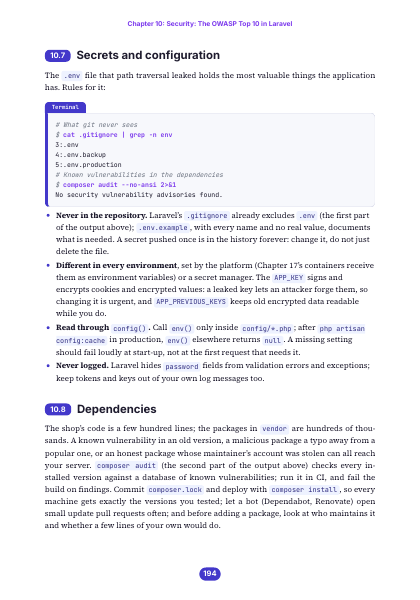 Chapter 10: Security: The OWASP Top 10 in Laravel
10.7 Secrets and configuration
The .env file that path traversal leaked holds the most valuable things the application
has. Rules for it:
Terminal
# What git never sees
$ cat .gitignore | grep -n env
3:.env
4:.env.backup
5:.env.production
# Known vulnerabilities in the dependencies
$ composer audit --no-ansi 2>&1
No security vulnerability advisories found.
• Never in the repository. Laravel's .gitignore already excludes .env (the first part
of the output above); .env.example, with every name and no real value, documents
what is needed. A secret pushed once is in the history forever: change it, do not just
delete the file.
• Different in every environment, set by the platform (Chapter 17's containers receive
them as environment variables) or a secret manager. The APP_KEY signs and
encrypts cookies and encrypted values: a leaked key lets an attacker forge them, so
changing it is urgent, and APP_PREVIOUS_KEYS keeps old encrypted data readable
while you do.
• Read through config(). Call env() only inside config/*.php; after php artisan
config:cache in production, env() elsewhere returns null. A missing setting
should fail loudly at start-up, not at the first request that needs it.
• Never logged. Laravel hides password fields from validation errors and exceptions;
keep tokens and keys out of your own log messages too.
10.8 Dependencies
The shop's code is a few hundred lines; the packages in vendor are hundreds of thou-
sands. A known vulnerability in an old version, a malicious package a typo away from a
popular one, or an honest package whose maintainer's account was stolen can all reach
your server. composer audit (the second part of the output above) checks every in-
stalled version against a database of known vulnerabilities; run it in CI, and fail the
build on findings. Commit composer.lock and deploy with composer install, so every
machine gets exactly the versions you tested; let a bot (Dependabot, Renovate) open
small update pull requests often; and before adding a package, look at who maintains it
and whether a few lines of your own would do.
194